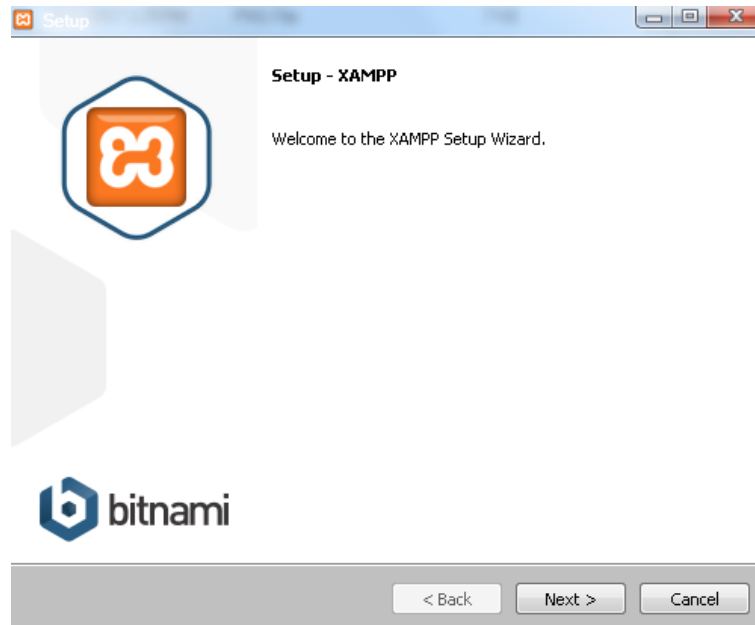 Setup
Setup - XAMPP
Welcome to the XAMPP Setup Wizard.
bitnami
< Back
Next >
Cancel